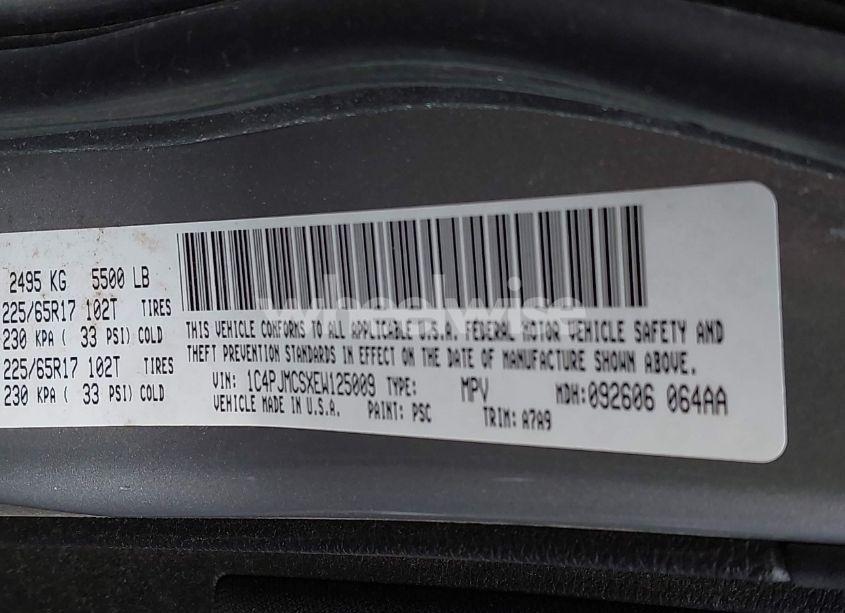 2495 KG 5500 LB
225/65R17 102T TIRES
230 KPA ( 33 PSI) COLD
225/65R17 102T TIRES
230 KPA ( 33 PSI) COLD
THIS VEHICLE CONFORMS TO ALL APPLICABLE U.S.A. FEDERAL MOTOR VEHICLE SAFETY AND
THEFT PREVENTION STANDARDS IN EFFECT ON THE DATE OF MANUFACTURE SHOWN ABOVE.
VIN: 1C4PJMCSXEW125009 TYPE: MPV MDH:092606 064AA
VEHICLE MADE IN U.S.A. PAINT: PSC TRIM: A7A9
wheelwise